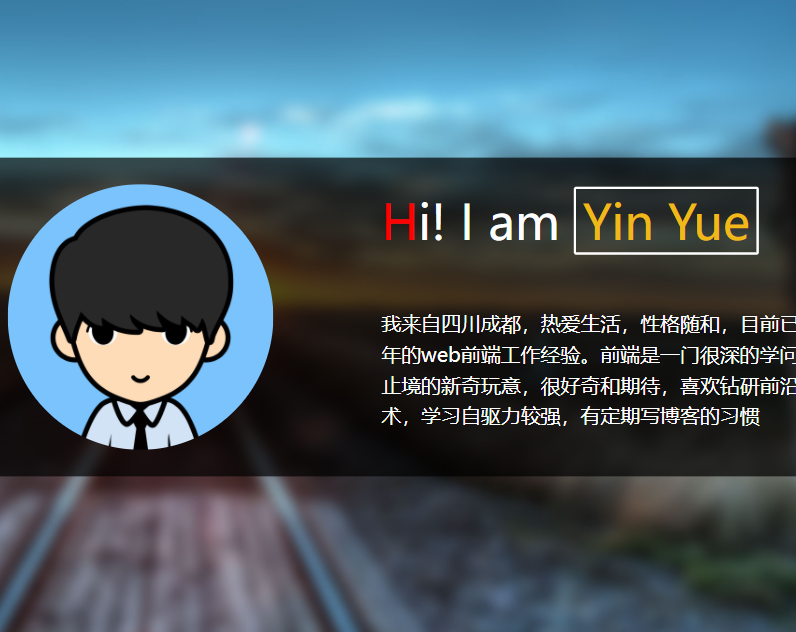 Hi! I am Yin Yue
我来自四川成都，热爱生活，性格随和，目前已
年的web前端工作经验。前端是一门很深的学问
止境的新奇玩意，很好奇和期待，喜欢钻研前沿
术，学习自驱力较强，有定期写博客的习惯